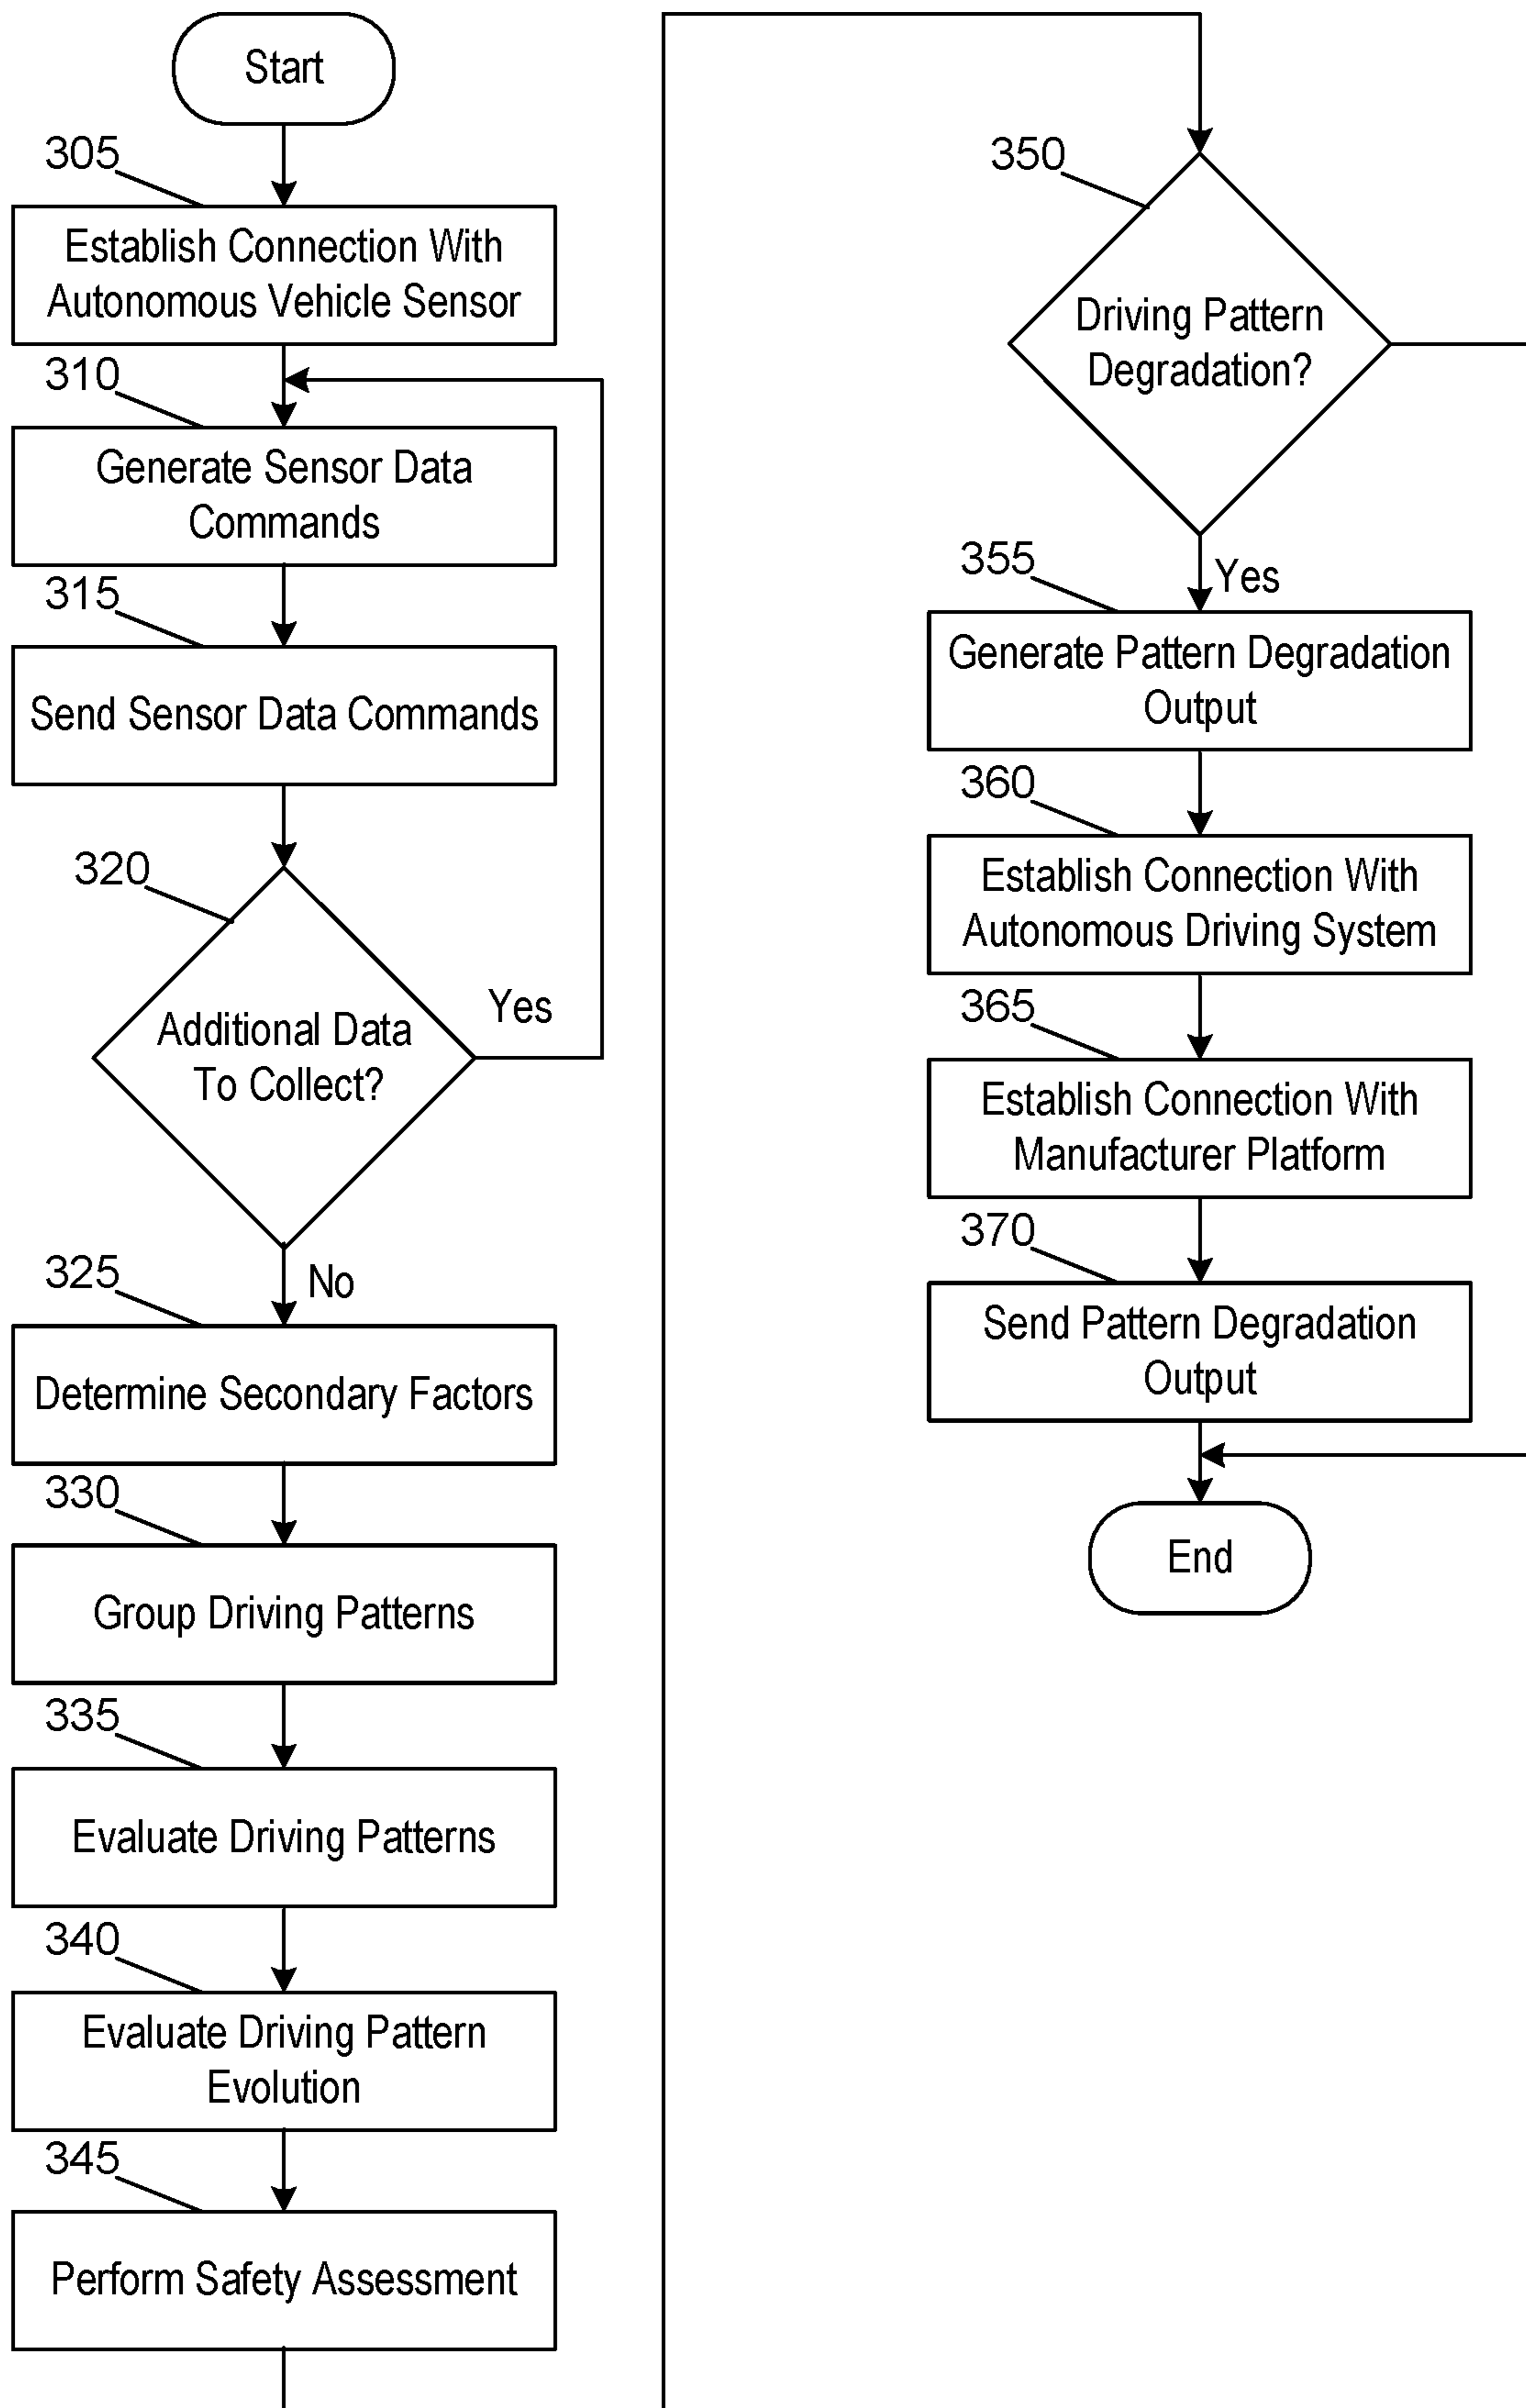 Start
305
Establish Connection With
Autonomous Vehicle Sensor
310
Generate Sensor Data
Commands
315
Send Sensor Data Commands
320
Additional Data
To Collect?
Yes
No
325
Determine Secondary Factors
330
Group Driving Patterns
335
Evaluate Driving Patterns
340
Evaluate Driving Pattern
Evolution
345
Perform Safety Assessment
350
Driving Pattern
Degradation?
Yes
355
Generate Pattern Degradation
Output
360
Establish Connection With
Autonomous Driving System
365
Establish Connection With
Manufacturer Platform
370
Send Pattern Degradation
Output
End